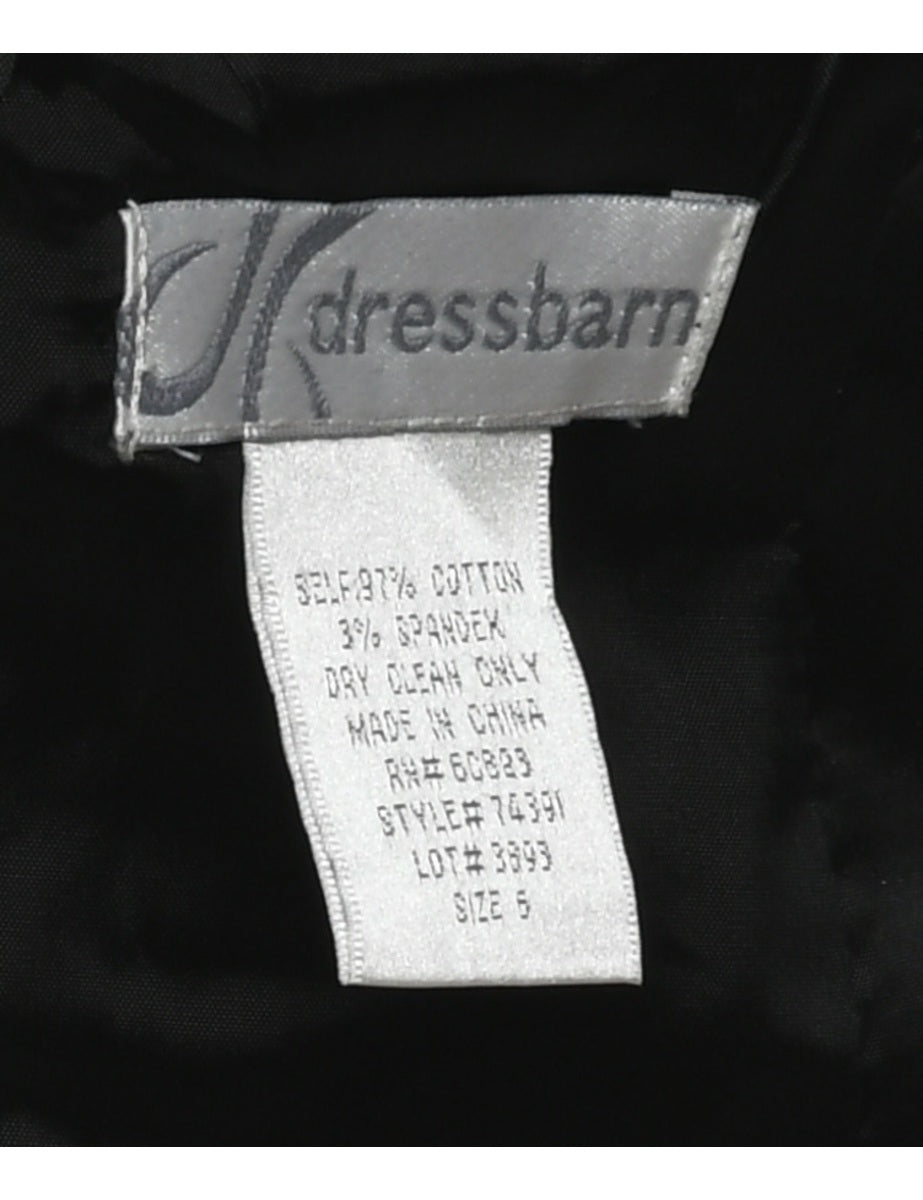 dressbarn
SELF:97% COTTON
3% SPANDEX
DRY CLEAN ONLY
MADE IN CHINA
RN#
STYLE# 74391
LOT# 3893
SIZE 6